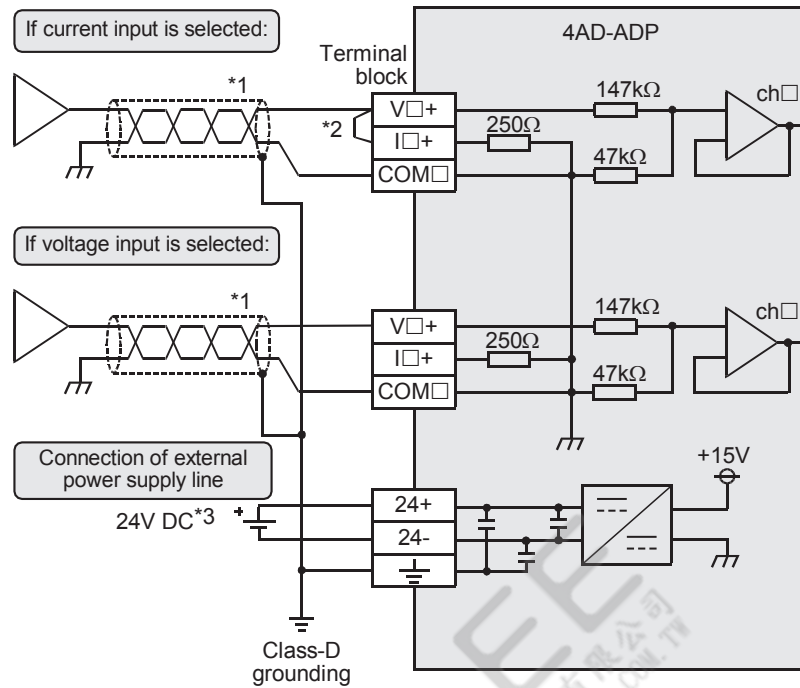 If current input is selected:
4AD-ADP
Terminal
block
*1
*2
V□+
I□+
COM□
147kΩ
250Ω
47kΩ
ch□
If voltage input is selected:
*1
V□+
I□+
COM□
147kΩ
250Ω
47kΩ
ch□
Connection of external
power supply line
24V DC*3
+
24+
24-
+15V
Class-D
grounding